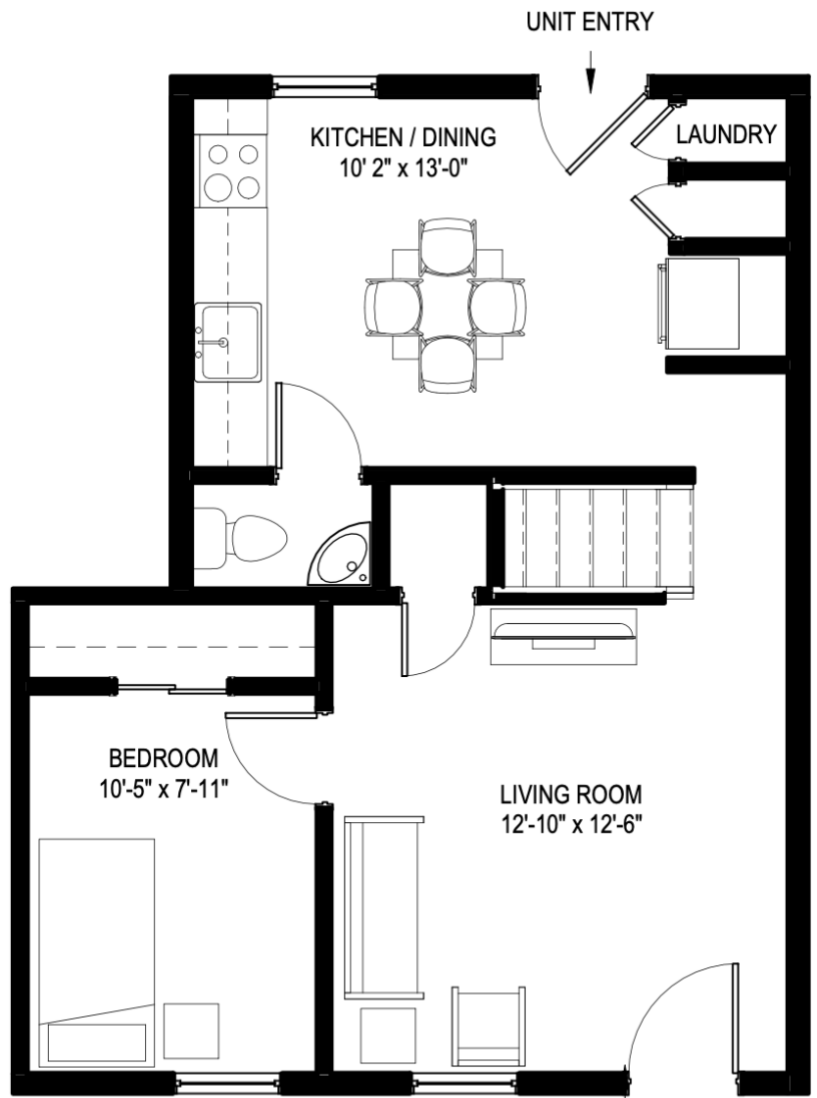 UNIT ENTRY
KITCHEN / DINING
10' 2" x 13'-0"
LAUNDRY
BEDROOM
10'-5" x 7'-11"
LIVING ROOM
12'-10" x 12'-6"